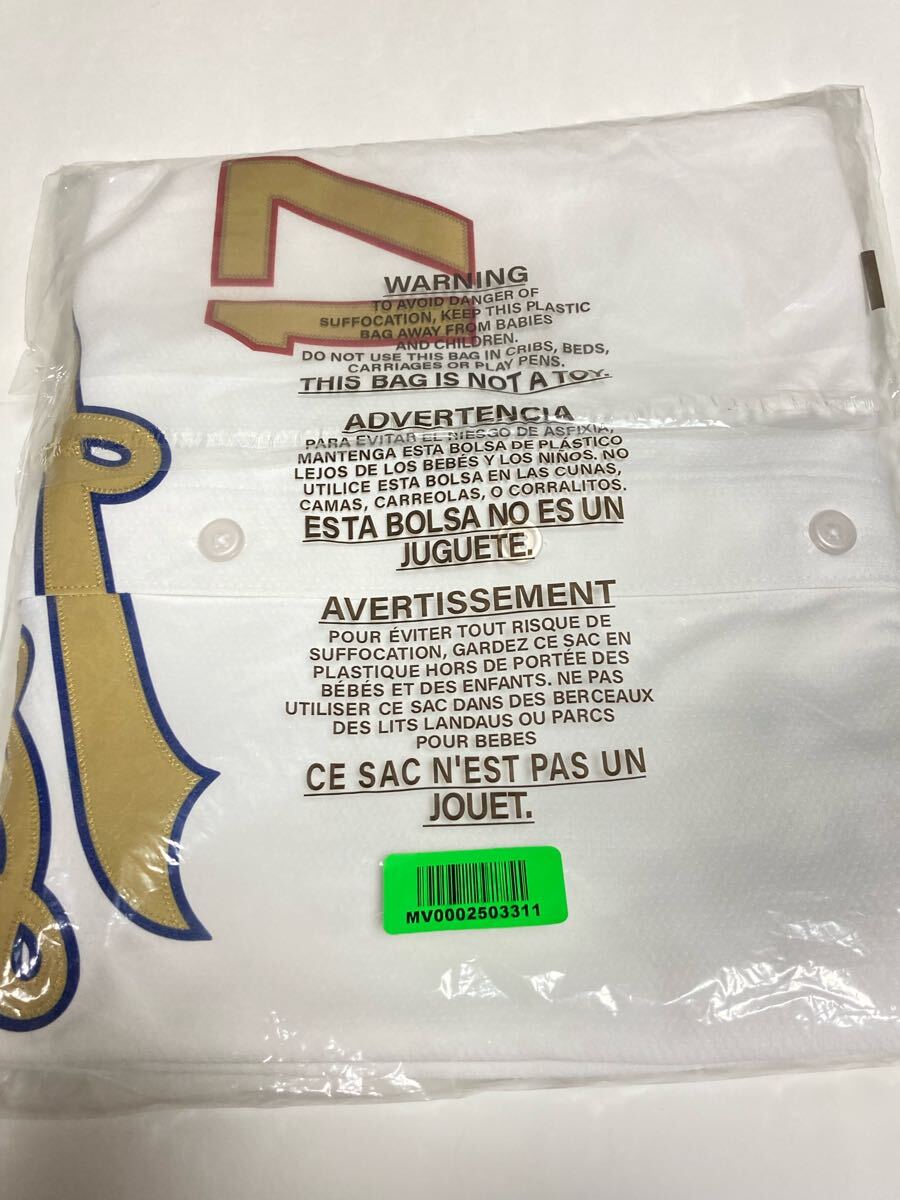 WARNING
TO AVOID DANGER OF
SUFFOCATION, KEEP THIS PLASTIC
BAG AWAY FROM BABIES
AND CHILDREN.
DO NOT USE THIS BAG IN CRIBS, BEDS,
CARRIAGES OR PLAY PENS.
THIS BAG IS NOT A TOY.
ADVERTENCIA
PARA EVITAR EL RIESGO DE ASFIXIA,
MANTENGA ESTA BOLSA DE PLÁSTICO
LEJOS DE LOS BEBÉS Y LOS NIÑOS. NO
UTILICE ESTA BOLSA EN LAS CUNAS,
CAMAS, CARREOLAS, O CORRALITOS.
ESTA BOLSA NO ES UN
JUGUETE.
AVERTISSEMENT
POUR ÉVITER TOUT RISQUE DE
SUFFOCATION, GARDEZ CE SAC EN
PLASTIQUE HORS DE PORTÉE DES
BÉBÉS ET DES ENFANTS. NE PAS
UTILISER CE SAC DANS DES BERCEAUX
DES LITS LANDAUS OU PARCS
POUR BEBES
CE SAC N'EST PAS UN
JOUET.
MV0002503311